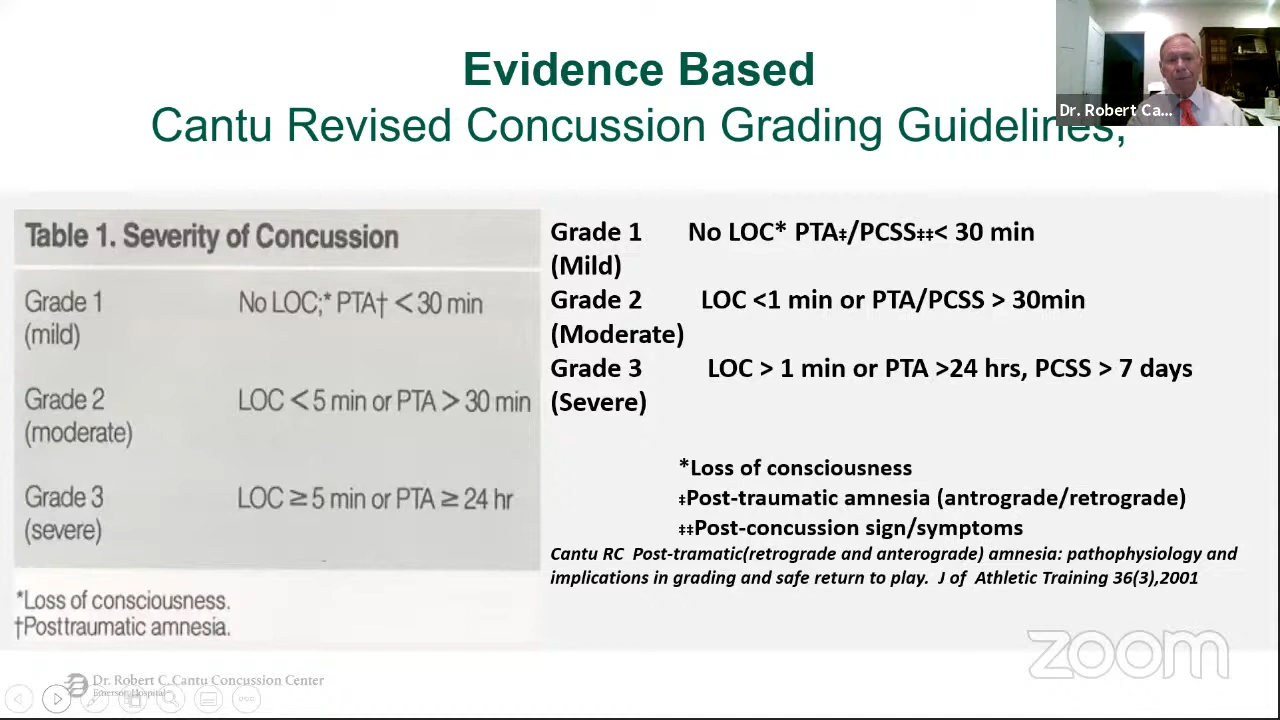 Evidence Based
Cantu Revised Concussion Grading Guidelines,
Dr. Robert Ca...
Table 1. Severity of Concussion
Grade 1 No LOC;* PTA† < 30 min
(mild)
Grade 2 LOC < 5 min or PTA > 30 min
(moderate)
Grade 3 LOC ≥ 5 min or PTA ≥ 24 hr
(severe)
*Loss of consciousness.
†Posttraumatic amnesia.
Grade 1 No LOC* PTA‡/PCSS‡‡< 30 min
(Mild)
Grade 2 LOC <1 min or PTA/PCSS > 30min
(Moderate)
Grade 3 LOC > 1 min or PTA >24 hrs, PCSS > 7 days
(Severe)
*Loss of consciousness
‡Post-traumatic amnesia (antrograde/retrograde)
‡‡Post-concussion sign/symptoms
Cantu RC Post-tramatic(retrograde and anterograde) amnesia: pathophysiology and
implications in grading and safe return to play. J of Athletic Training 36(3),2001
zoom
Dr. Robert C. Cantu Concussion Center
Emerson Hospital